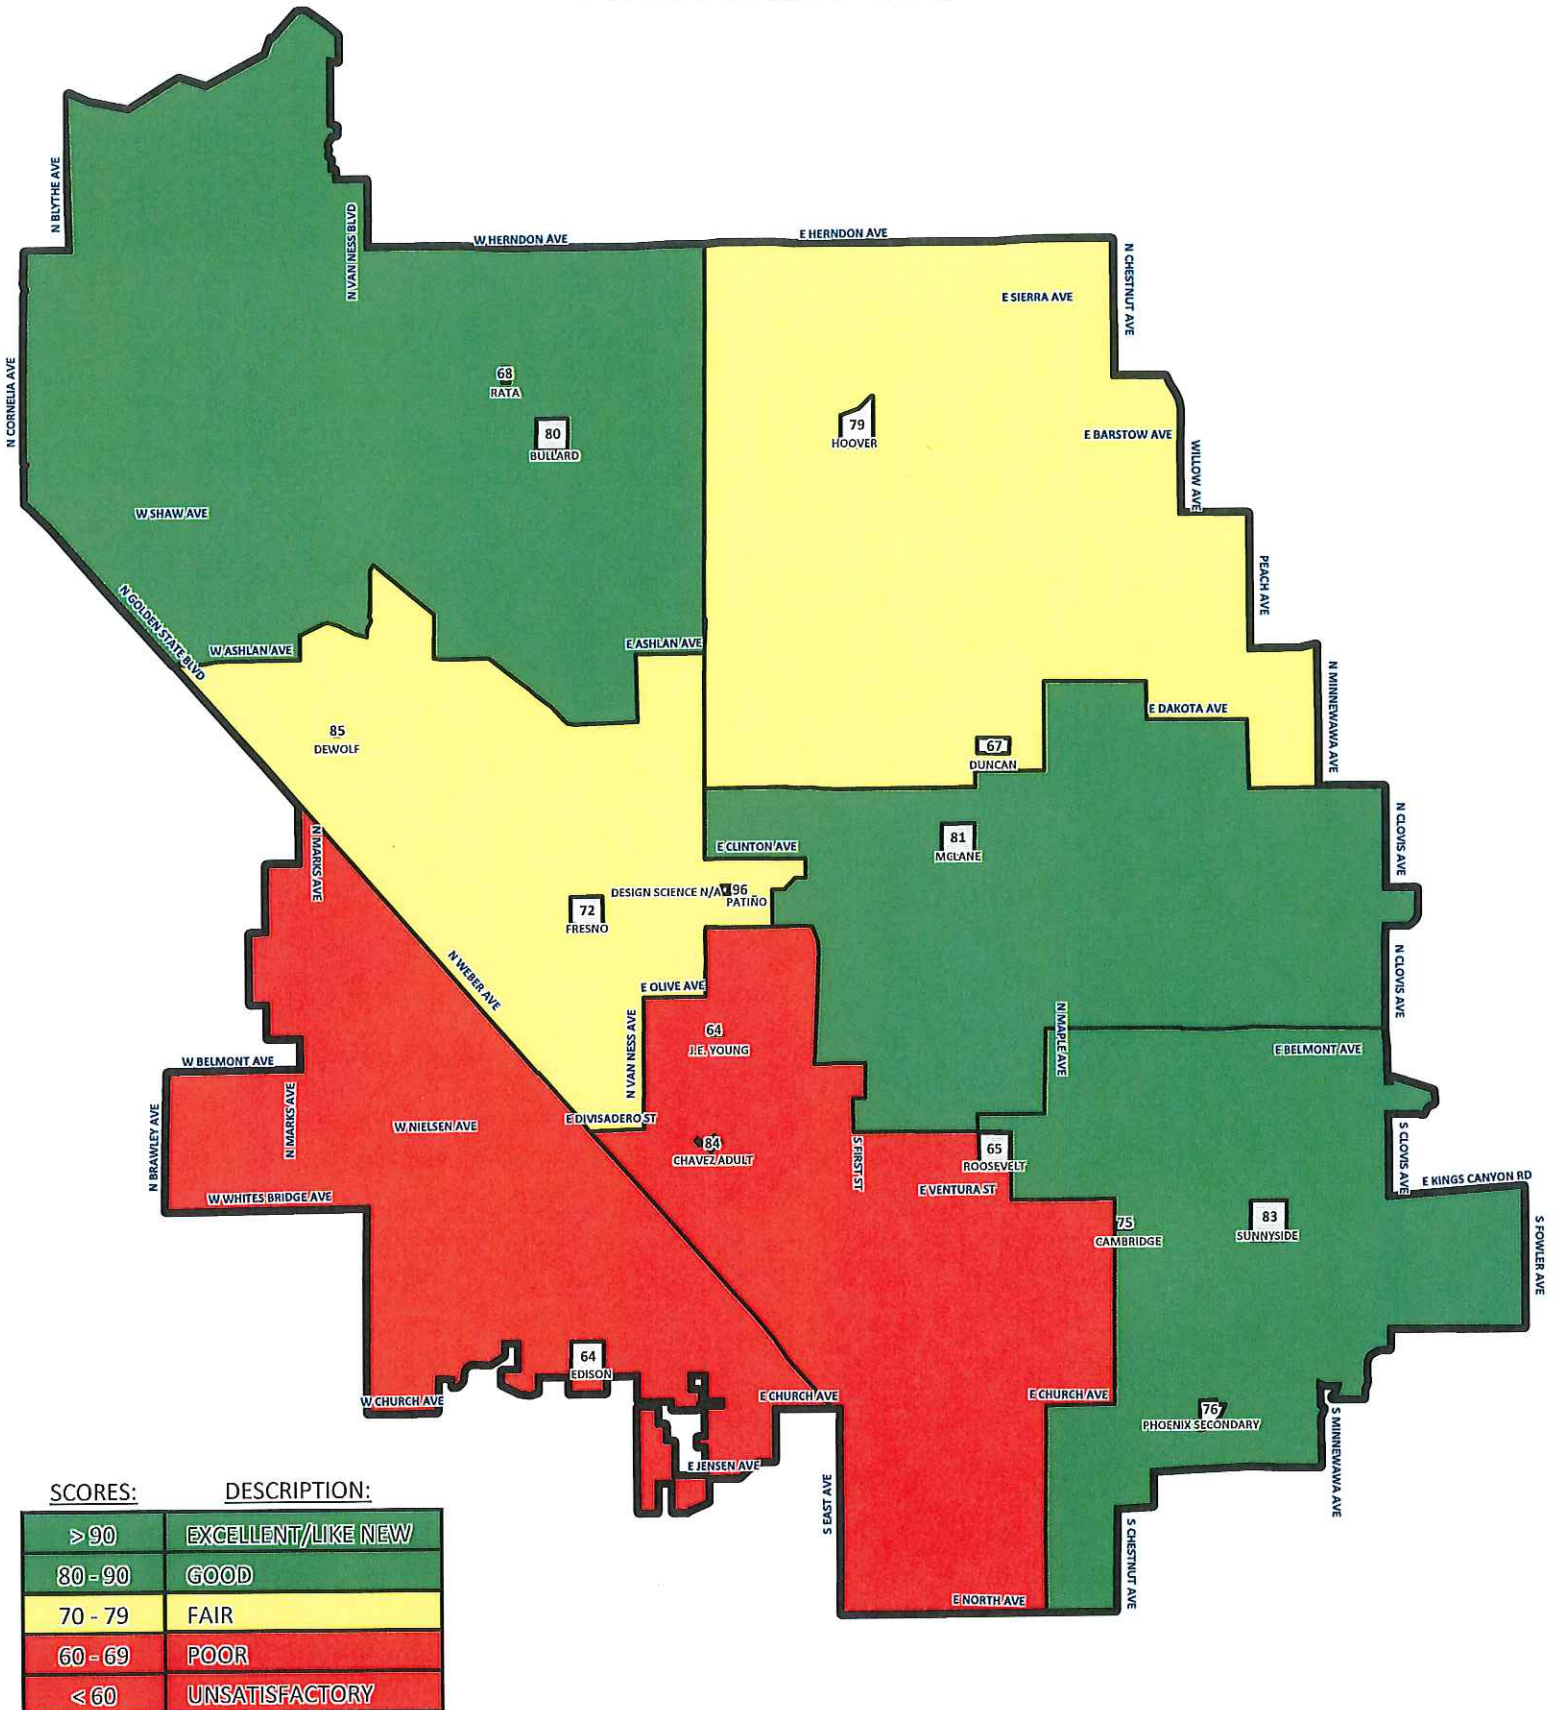 N BLYTHE AVE
N VAN NESS BLVD
W HERNDON AVE
E HERNDON AVE
N CHESTNUT AVE
E SIERRA AVE
N CORNELIA AVE
68
RATA
80
BULLARD
79
HOOVER
E BARSTOW AVE
WILLOW AVE
W SHAW AVE
PEACH AVE
N GOLDEN STATE BLVD
W ASHLAN AVE
E ASHLAN AVE
N MINNEWAWA AVE
E DAKOTA AVE
85
DEWOLF
67
DUNCAN
N MARKS AVE
E CLINTON AVE
81
MCLANE
N CLOVIS AVE
DESIGN SCIENCE N/A
96
PATIÑO
72
FRESNO
N WEBER AVE
E OLIVE AVE
N CLOVIS AVE
N VAN NESS AVE
64
J.E. YOUNG
N MAPLE AVE
E BELMONT AVE
W BELMONT AVE
N BRAWLEY AVE
N MARKS AVE
W NIELSEN AVE
E DIVISADERO ST
84
CHAVEZ ADULT
S FIRST ST
65
ROOSEVELT
E VENTURA ST
S CLOVIS AVE
E KINGS CANYON RD
W WHITES BRIDGE AVE
75
CAMBRIDGE
83
SUNNYSIDE
S FOWLER AVE
64
EDISON
W CHURCH AVE
E CHURCH AVE
E CHURCH AVE
76
PHOENIX SECONDARY
S MINNEWAWA AVE
E JENSEN AVE
S EAST AVE
S CHESTNUT AVE
E NORTH AVE
SCORES: DESCRIPTION:
> 90 EXCELLENT/LIKE NEW
80 - 90 GOOD
70 - 79 FAIR
60 - 69 POOR
< 60 UNSATISFACTORY